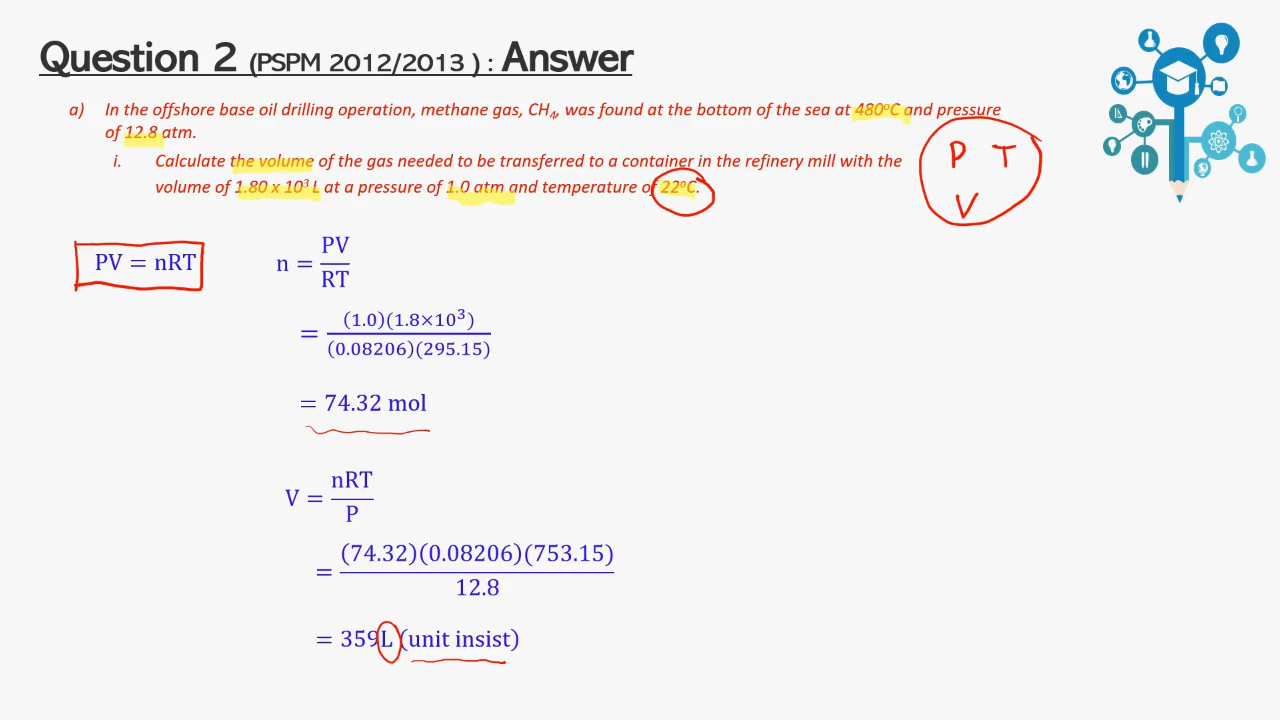 Question 2 (PSPM 2012/2013 ) : Answer
a) In the offshore base oil drilling operation, methane gas, CH₄, was found at the bottom of the sea at 480°C and pressure
of 12.8 atm.
i. Calculate the volume of the gas needed to be transferred to a container in the refinery mill with the
volume of 1.80 x 10³ L at a pressure of 1.0 atm and temperature of 22°C.
P T
V
PV = nRT
n = PV/RT
= (1.0)(1.8×10³)/(0.08206)(295.15)
= 74.32 mol
V = nRT/P
= (74.32)(0.08206)(753.15)/12.8
= 359L (unit insist)